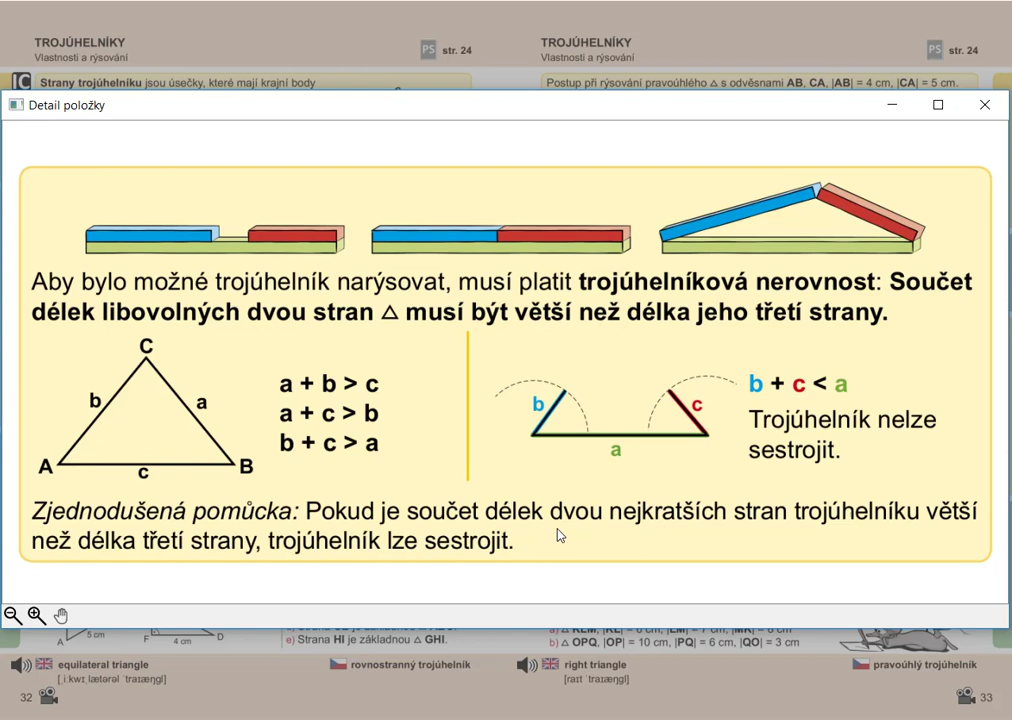 TROJÚHELNÍKY
Vlastnosti a rýsování
PS str. 24
TROJÚHELNÍKY
Vlastnosti a rýsování
PS str. 24
Strany trojúhelníku jsou úsečky, které mají krajní body
Postup při rýsování pravoúhlého △ s odvěsnami AB, CA, |AB| = 4 cm, |CA| = 5 cm.
Detail položky
Aby bylo možné trojúhelník narýsovat, musí platit trojúhelníková nerovnost: Součet
délek libovolných dvou stran △ musí být větší než délka jeho třetí strany.
C
b
a
A
c
B
a + b > c
a + c > b
b + c > a
b
c
a
b + c < a
Trojúhelník nelze
sestrojit.
Zjednodušená pomůcka: Pokud je součet délek dvou nejkratších stran trojúhelníku větší
než délka třetí strany, trojúhelník lze sestrojit.
A
5 cm
F
4 cm
D
e) Strana HI je základnou △ GHI.
b) △ OPQ, |OP| = 10 cm, |PQ| = 6 cm, |QO| = 3 cm
equilateral triangle
rovnostranný trojúhelník
right triangle
pravoúhlý trojúhelník
32
33